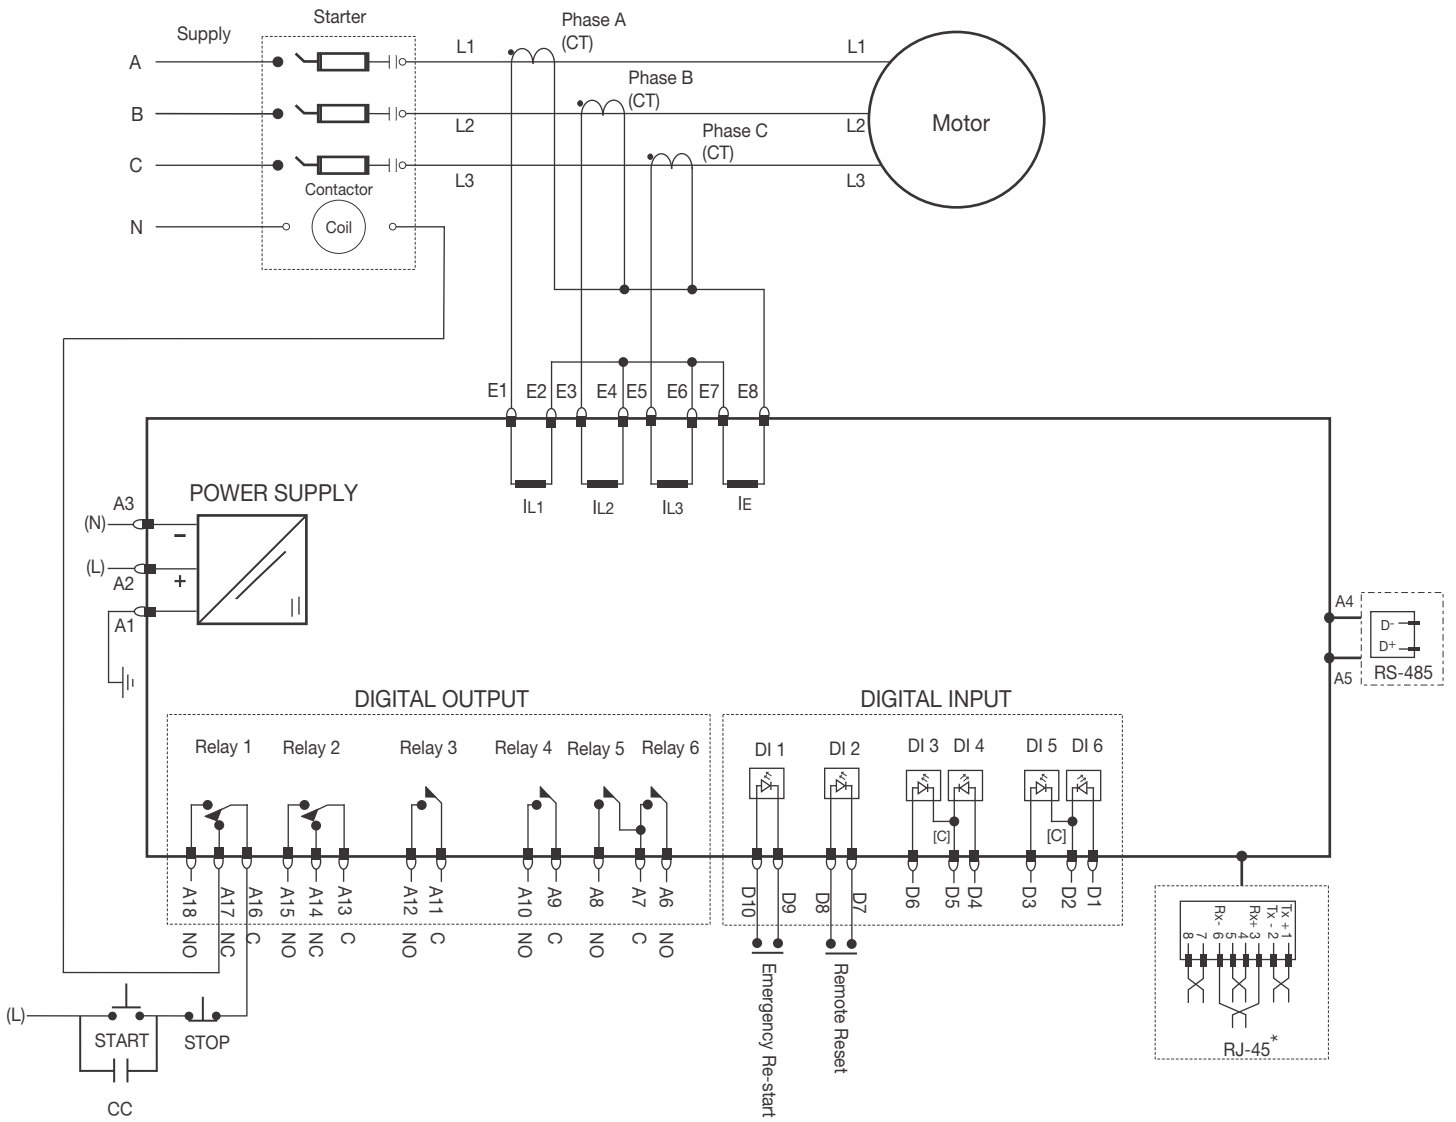 Starter
Supply
Phase A
(CT)
A
L1
L1
Phase B
(CT)
B
L2
L2
Motor
Phase C
(CT)
C
L3
L3
Contactor
N
Coil
E1
E2
E3
E4
E5
E6
E7
E8
IL1
IL2
IL3
IE
POWER SUPPLY
A3
(N)
−
(L)
A2
+
A1
A4
D-
D+
A5
RS-485
DIGITAL OUTPUT
DIGITAL INPUT
Relay 1
Relay 2
Relay 3
Relay 4
Relay 5
Relay 6
DI 1
DI 2
DI 3
DI 4
DI 5
DI 6
[C]
[C]
A18 NO
A17 NC
A16 C
A15 NO
A14 NC
A13 C
A12 NO
A11 C
A10 NO
A9 C
A8 NO
A7 C
A6 NO
D10
D9
D8
D7
D6
D5
D4
D3
D2
D1
Emergency Re-start
Remote Reset
8
7
Rx- 6
5
4
Rx+ 3
Tx - 2
Tx + 1
RJ-45*
(L)
START
STOP
CC